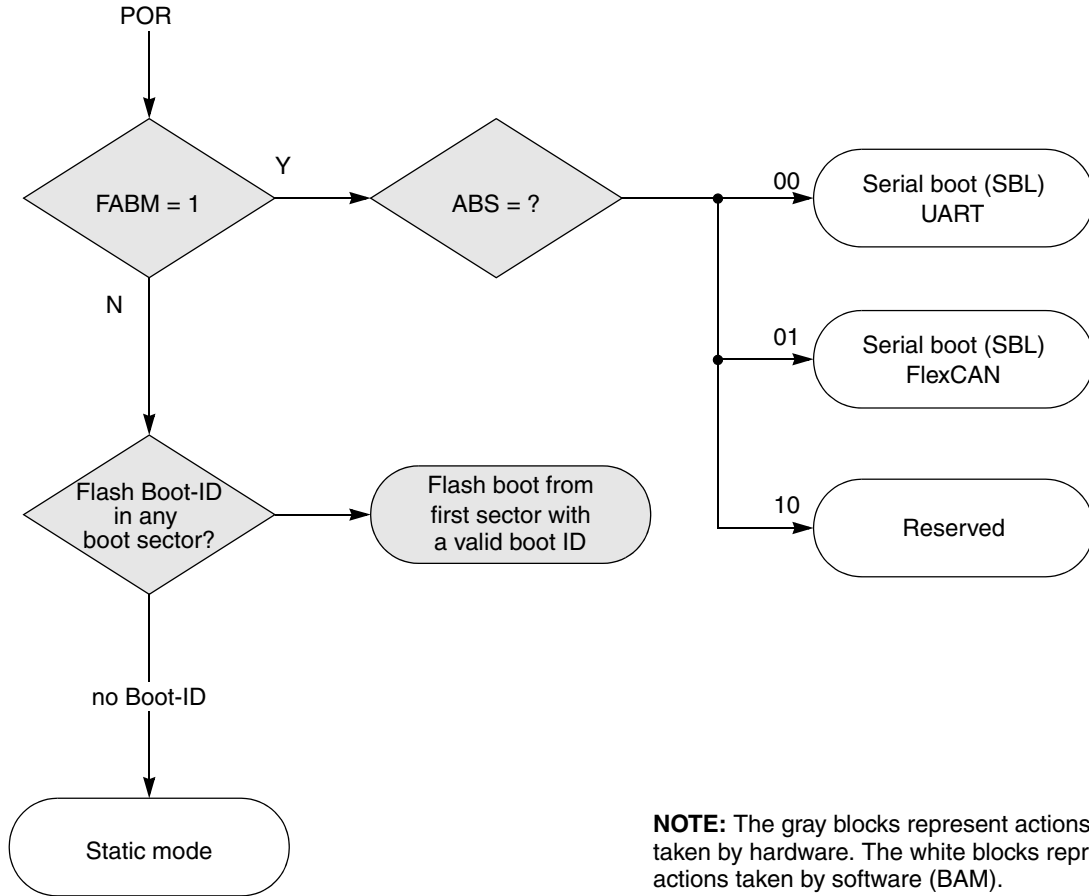 POR
FABM = 1
Y
ABS = ?
00
Serial boot (SBL)
UART
N
01
Serial boot (SBL)
FlexCAN
Flash Boot-ID
in any
boot sector?
Flash boot from
first sector with
a valid boot ID
10
Reserved
no Boot-ID
Static mode
NOTE: The gray blocks represent actions
taken by hardware. The white blocks repr
actions taken by software (BAM).